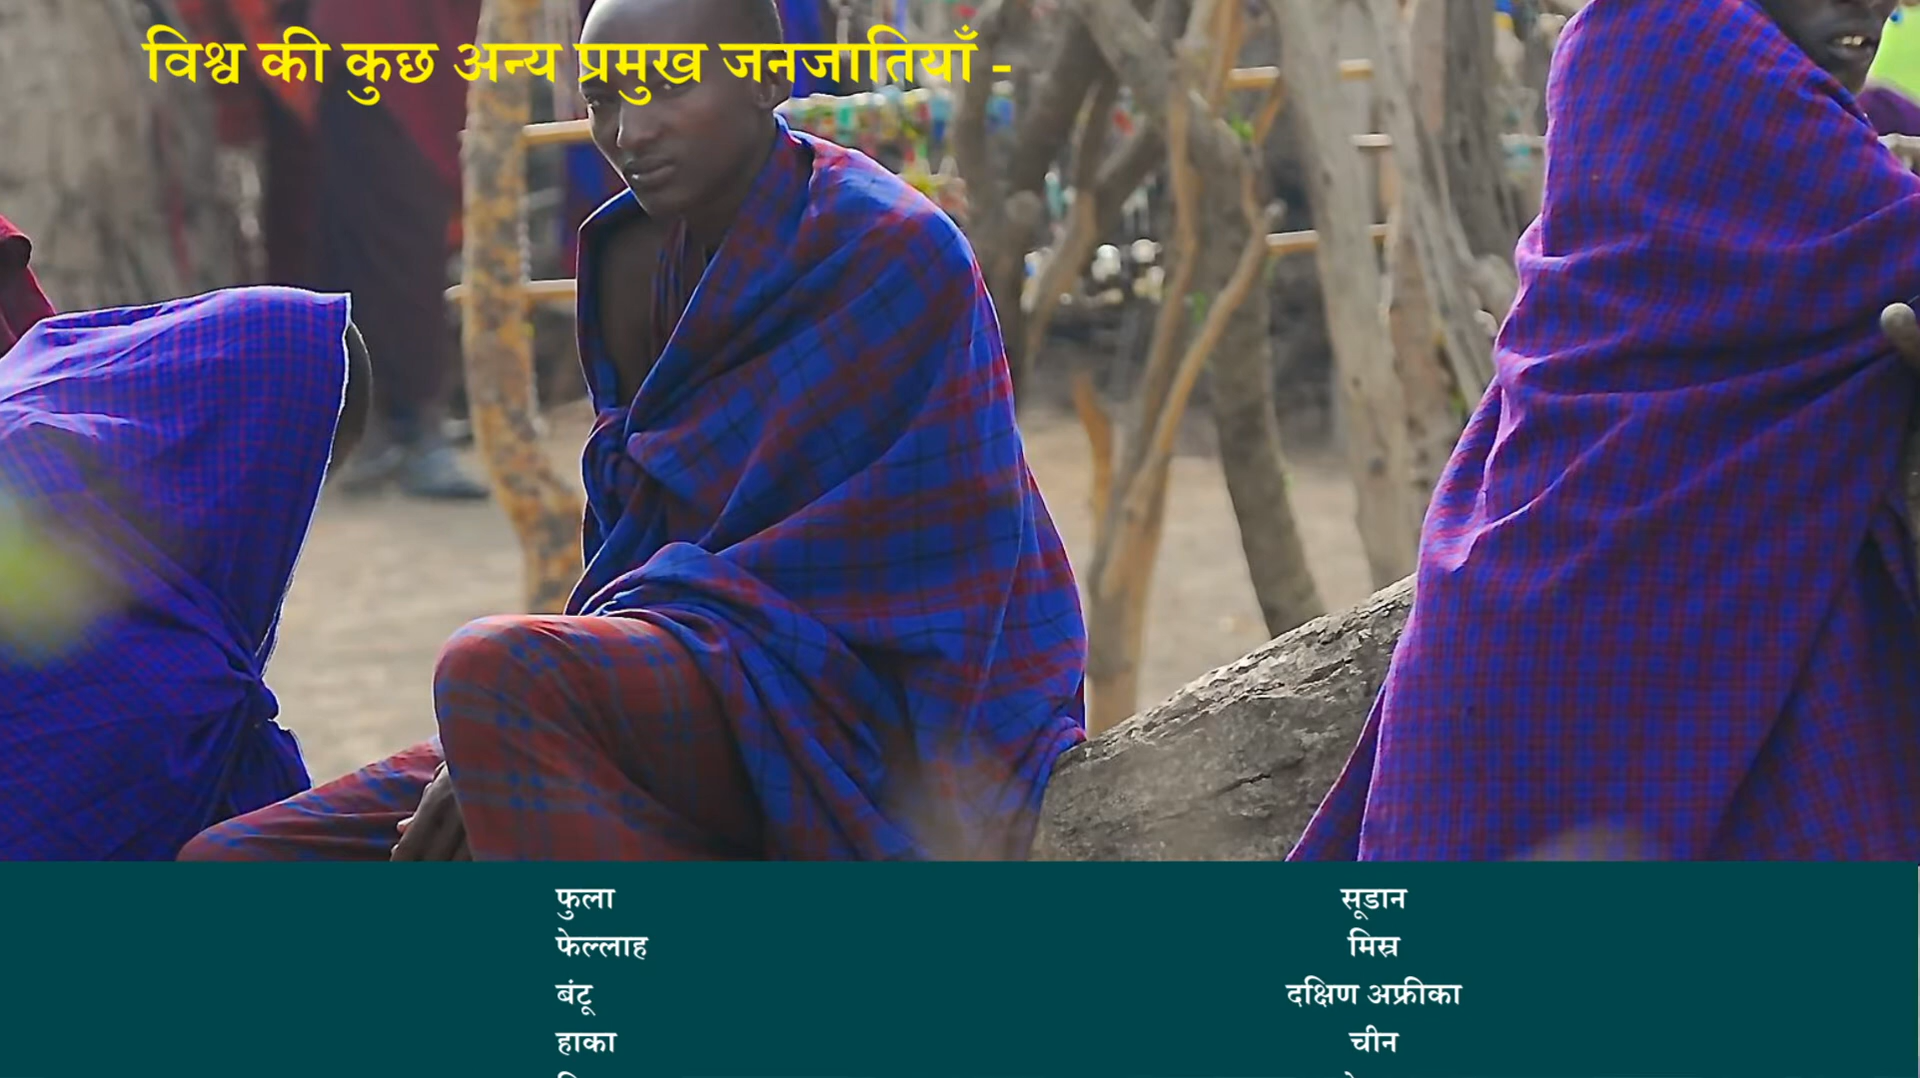 विश्व की कुछ अन्य प्रमुख जनजातियाँ -
फुला सूडान
फेल्लाह मिस्र
बंटू दक्षिण अफ्रीका
हाका चीन